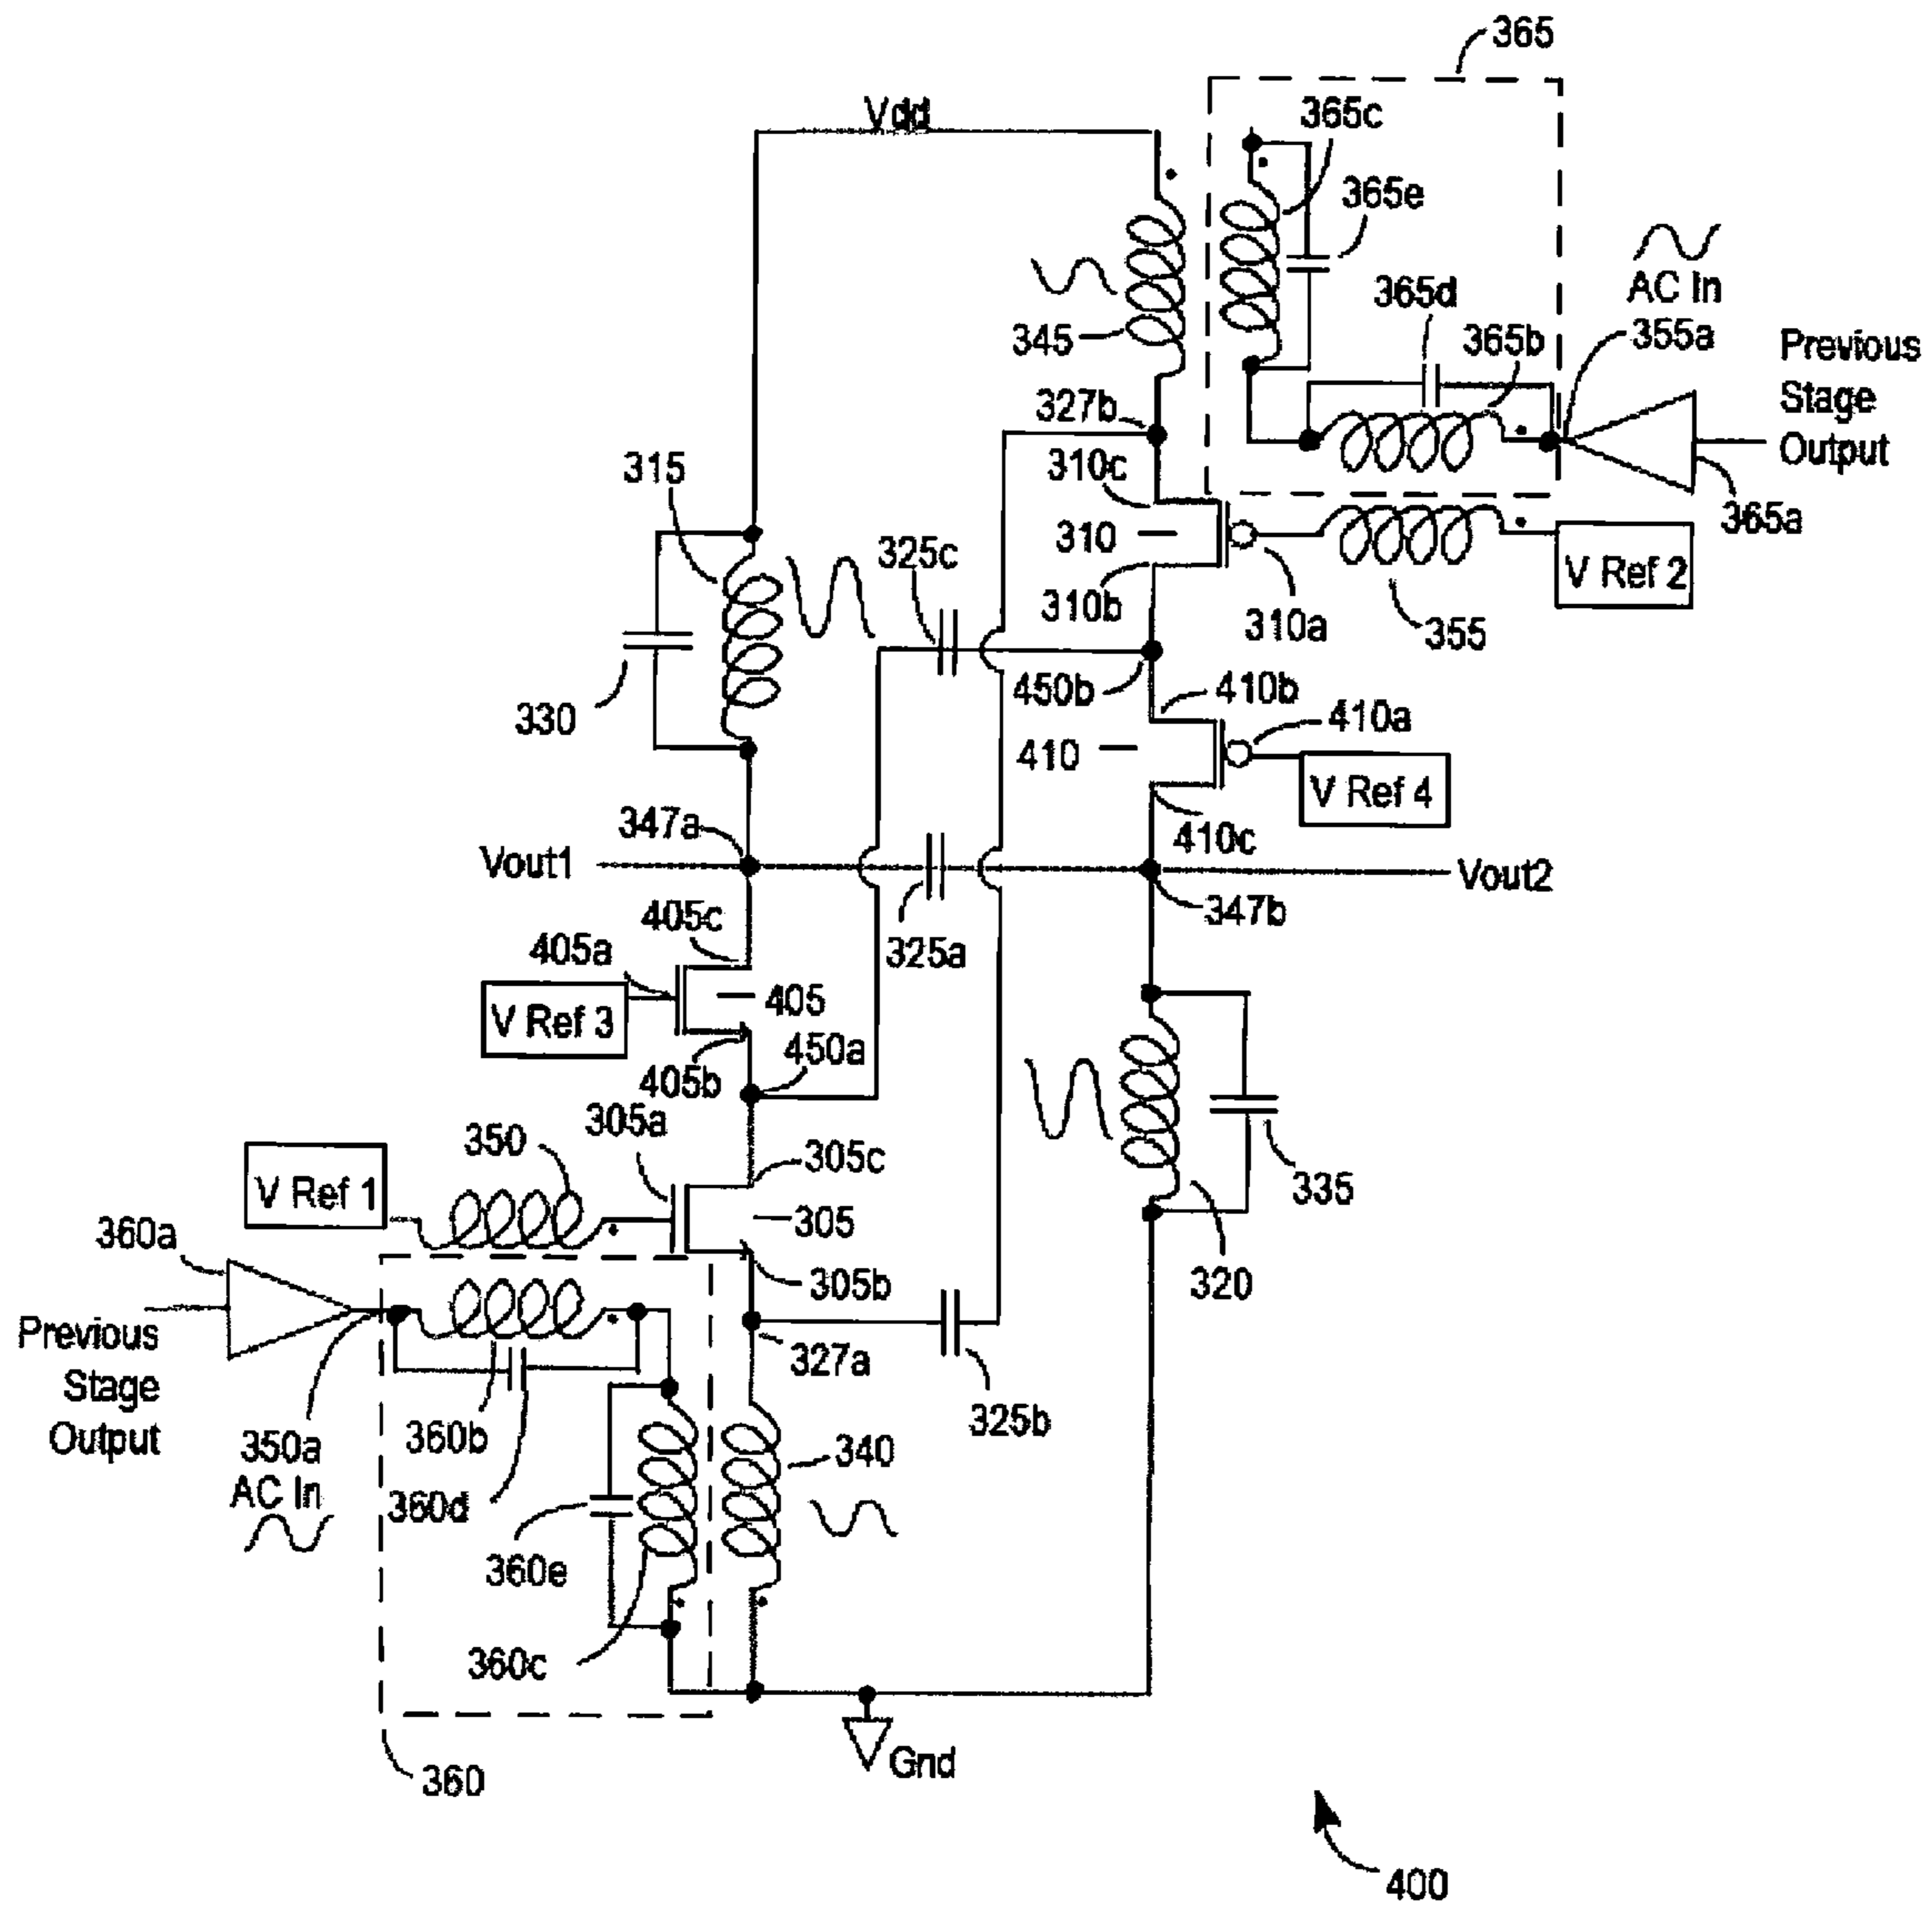 365
Vdd
365c
365e
AC In
365d
345
365b
355a
Previous
Stage
Output
327b
310c
315
365a
325c
310
V Ref 2
310b
310a
355
330
450b
410b
410a
410
V Ref 4
347a
410c
Vout1
Vout2
347b
405c
325a
405a
405
V Ref 3
450a
405b
305a
350
305c
335
V Ref 1
305
360a
305b
320
Previous
Stage
Output
327a
325b
360b
350a
340
AC In
360d
360e
360c
Gnd
360
400